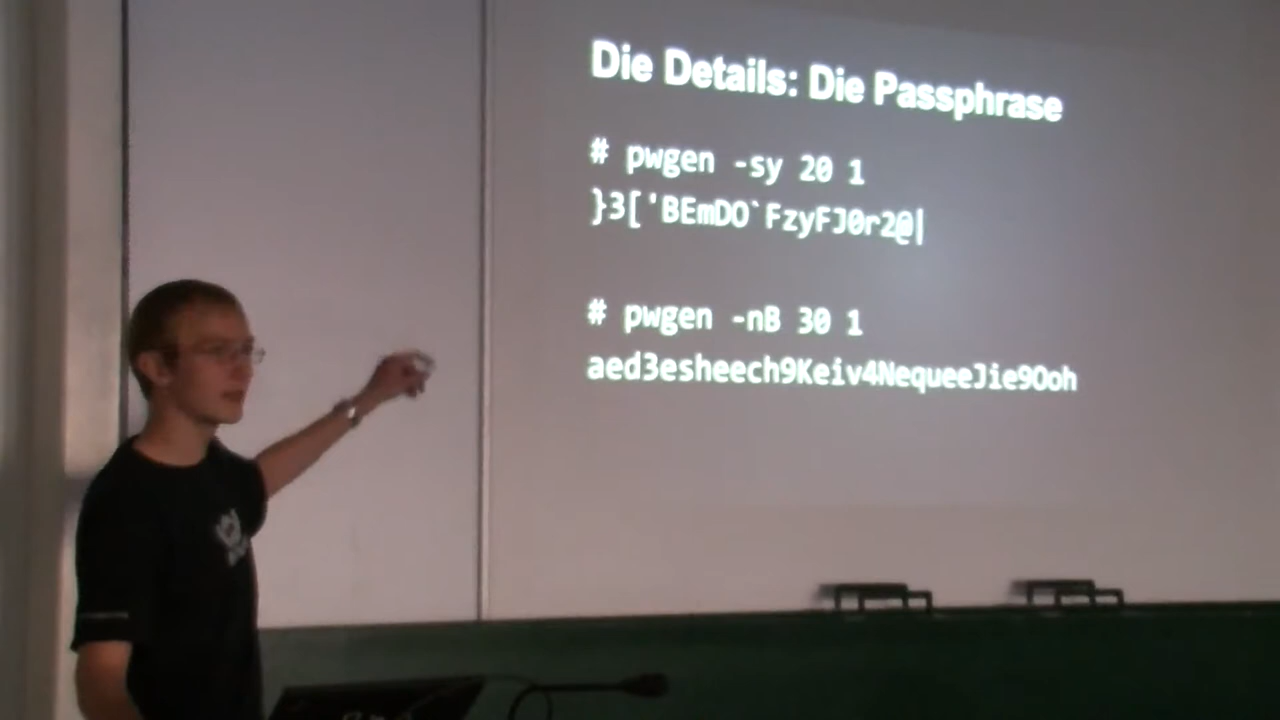 Die Details: Die Passphrase
# pwgen -sy 20 1
}3['BEmDO`FzyFJ0r2@|
# pwgen -nB 30 1
aed3esheech9Keiv4NequeeJie9Ooh